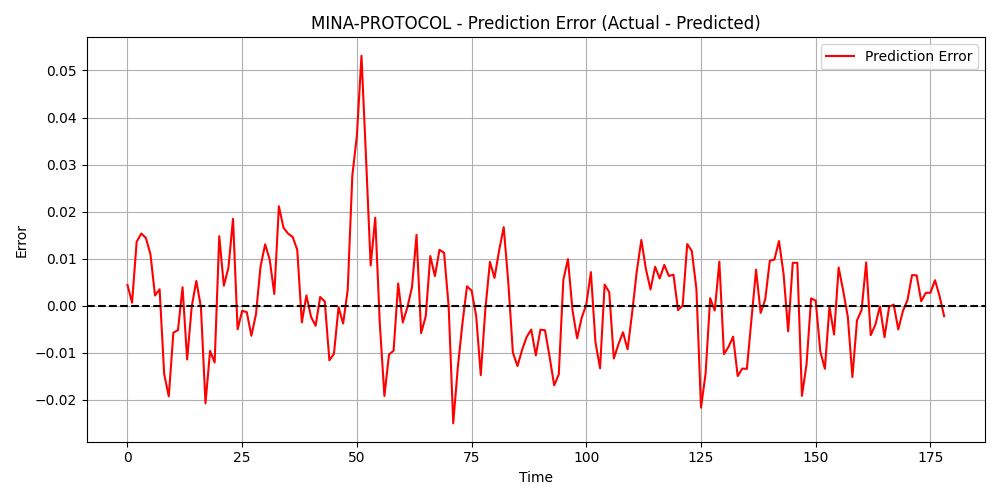 MINA-PROTOCOL - Prediction Error (Actual - Predicted)
Prediction Error
Error
0.05
0.04
0.03
0.02
0.01
0.00
−0.01
−0.02
0 25 50 75 100 125 150 175
Time